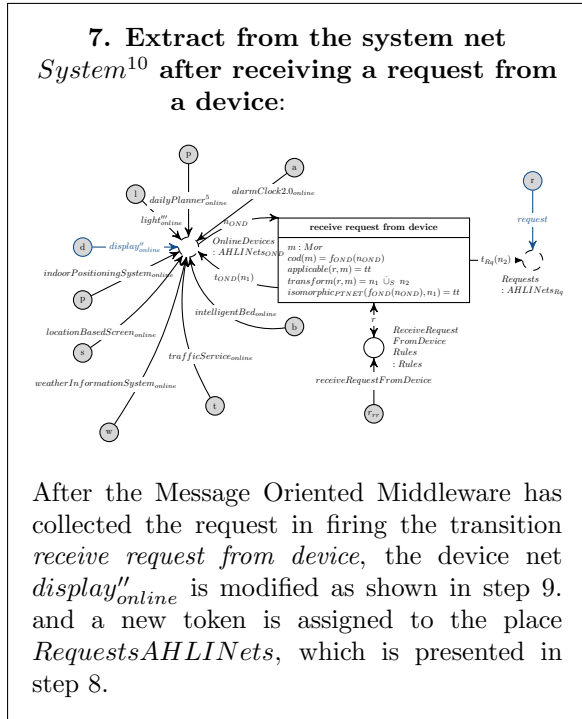 7. Extract from the system net
System¹⁰ after receiving a request from
a device:
p
a
l
r
dailyPlanner⁵online
alarmClock2.0online
light'''online
nOND
request
d
display''online
OnlineDevices
: AHLINetsOND
receive request from device
m : Mor
cod(m) = fOND(nOND)
applicable(r, m) = tt
transform(r, m) = n₁ ∪̇S n₂
isomorphicPTNET(fOND(nOND), n₁) = tt
tRq(n₂)
Requests
: AHLINetsRq
indoorPositioningSystemonline
tOND(n₁)
p
intelligentBedonline
b
r
ReceiveRequest
FromDevice
Rules
: Rules
locationBasedScreenonline
s
trafficServiceonline
weatherInformationSystemonline
receiveRequestFromDevice
t
rrr
w
After the Message Oriented Middleware has
collected the request in firing the transition
receive request from device, the device net
display''online is modified as shown in step 9.
and a new token is assigned to the place
RequestsAHLINets, which is presented in
step 8.